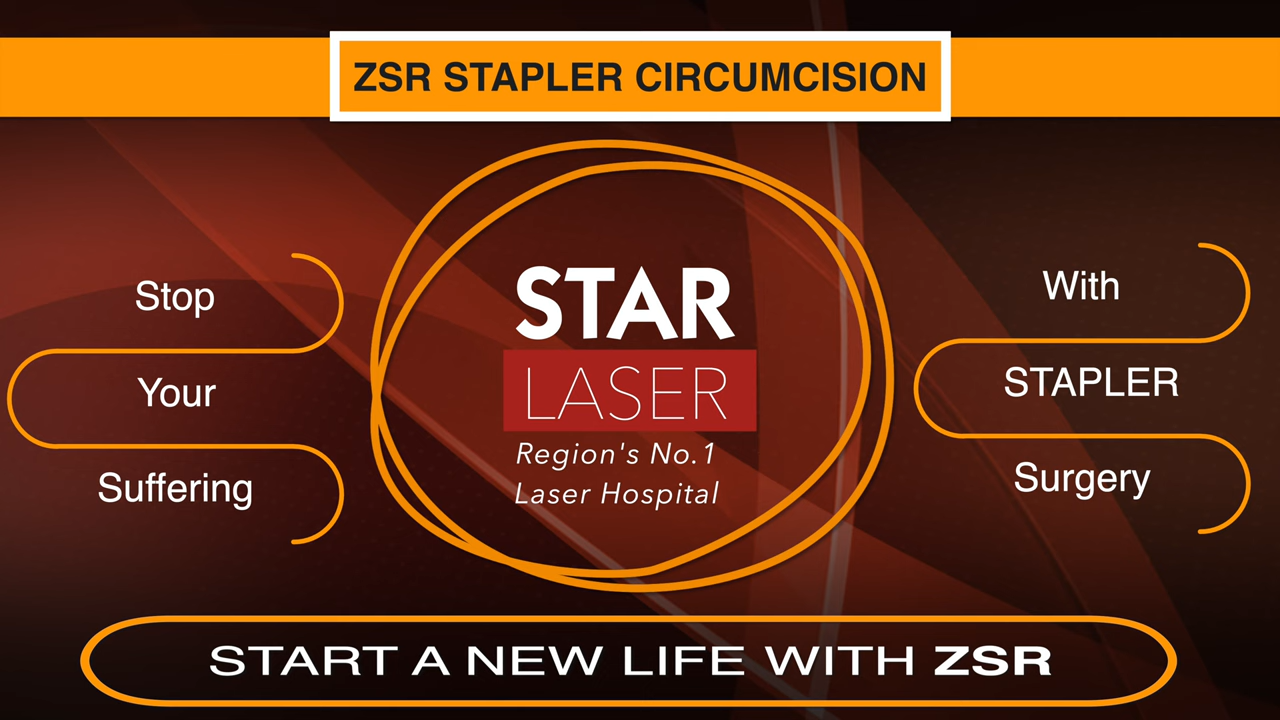 ZSR STAPLER CIRCUMCISION
Stop
Your
Suffering
STAR
LASER
Region's No.1
Laser Hospital
With
STAPLER
Surgery
START A NEW LIFE WITH ZSR